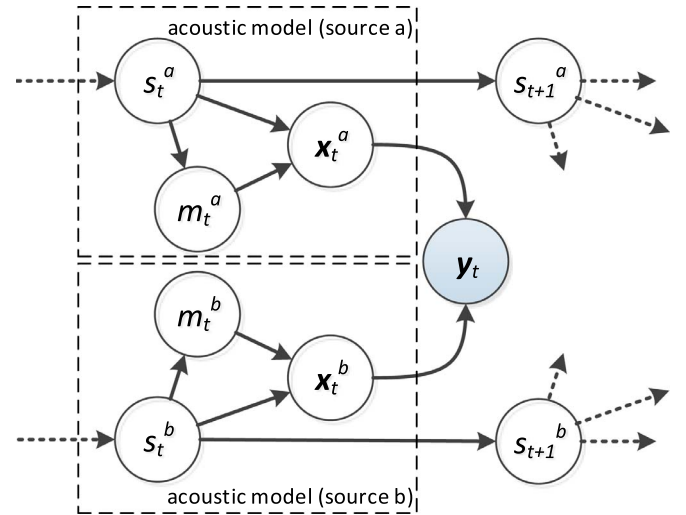 acoustic model (source a)
s_t^a
s_{t+1}^a
x_t^a
m_t^a
y_t
m_t^b
x_t^b
s_t^b
s_{t+1}^b
acoustic model (source b)